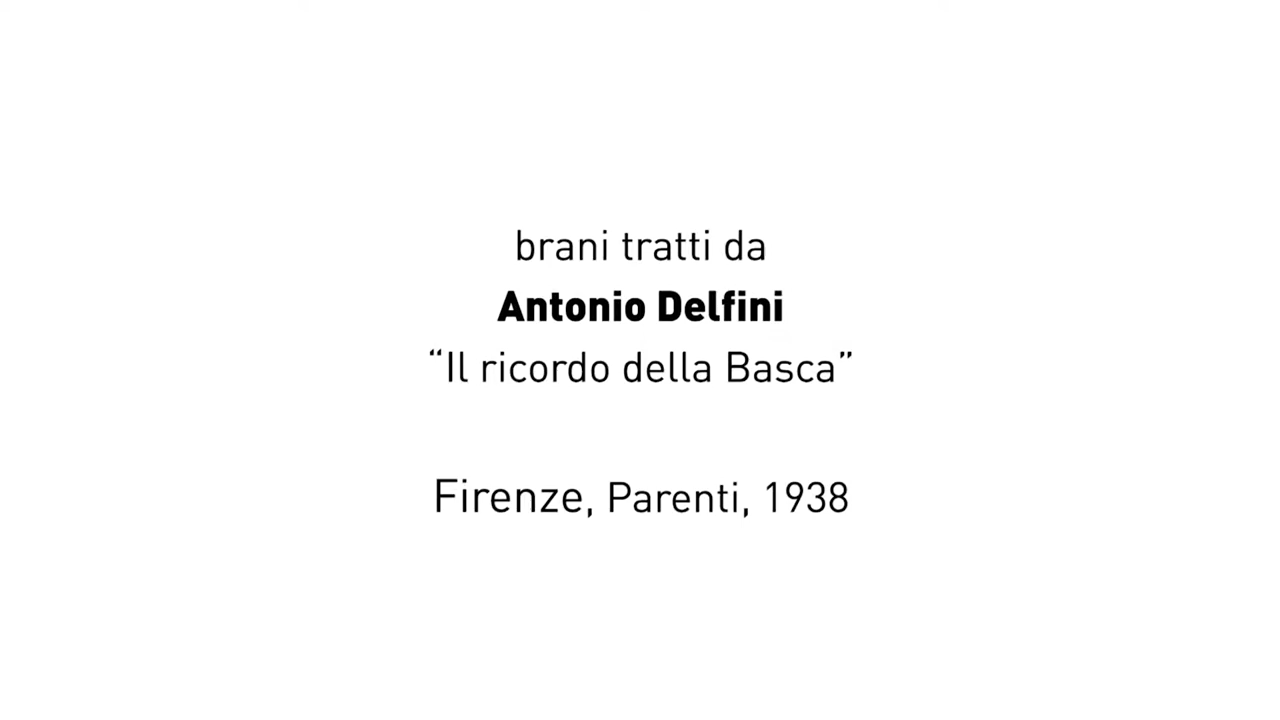 brani tratti da
Antonio Delfini
“Il ricordo della Basca”
Firenze, Parenti, 1938